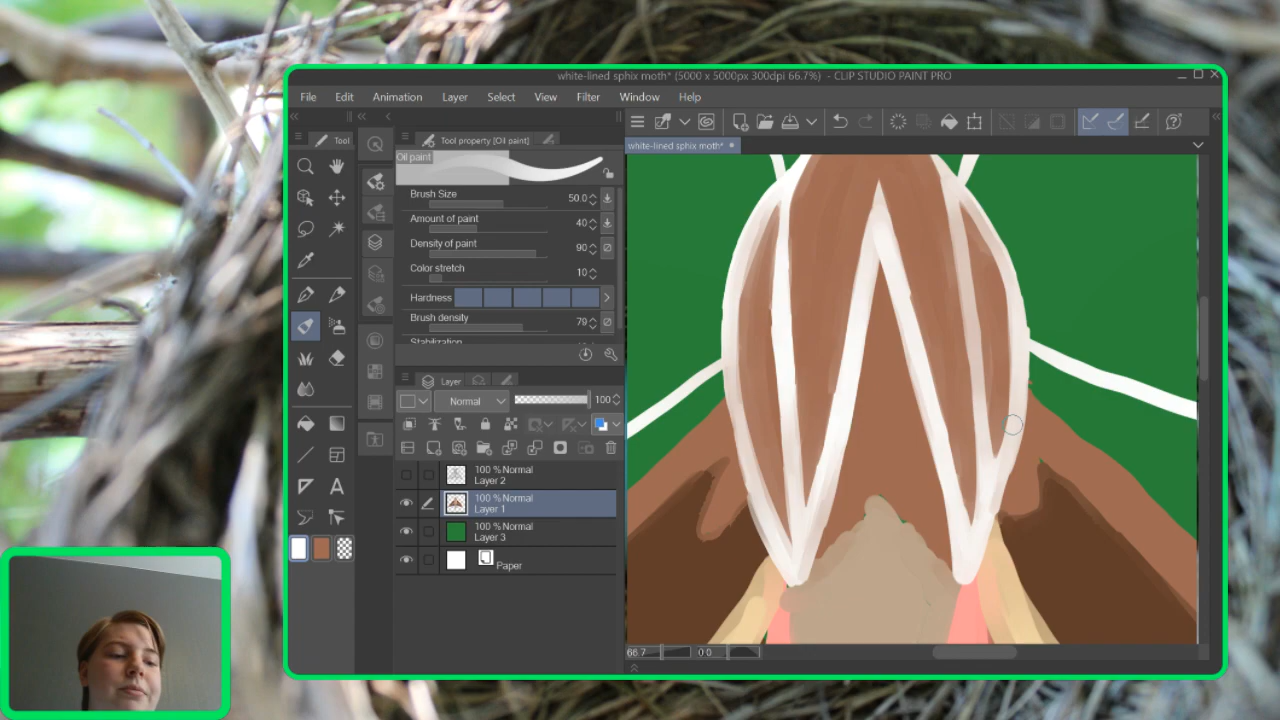 white-lined sphix moth* (5000 x 5000px 300dpi 66.7%) - CLIP STUDIO PAINT PRO
File Edit Animation Layer Select View Filter Window Help
Tool
Tool property [Oil paint]
white-lined sphix moth*
Oil paint
Brush Size 50.0
Amount of paint 40
Density of paint 90
Color stretch 10
Hardness
Brush density 79
Stabilization
Layer
Normal 100
100 % Normal
Layer 2
100 % Normal
Layer 1
100 % Normal
Layer 3
Paper
66.7 0.0